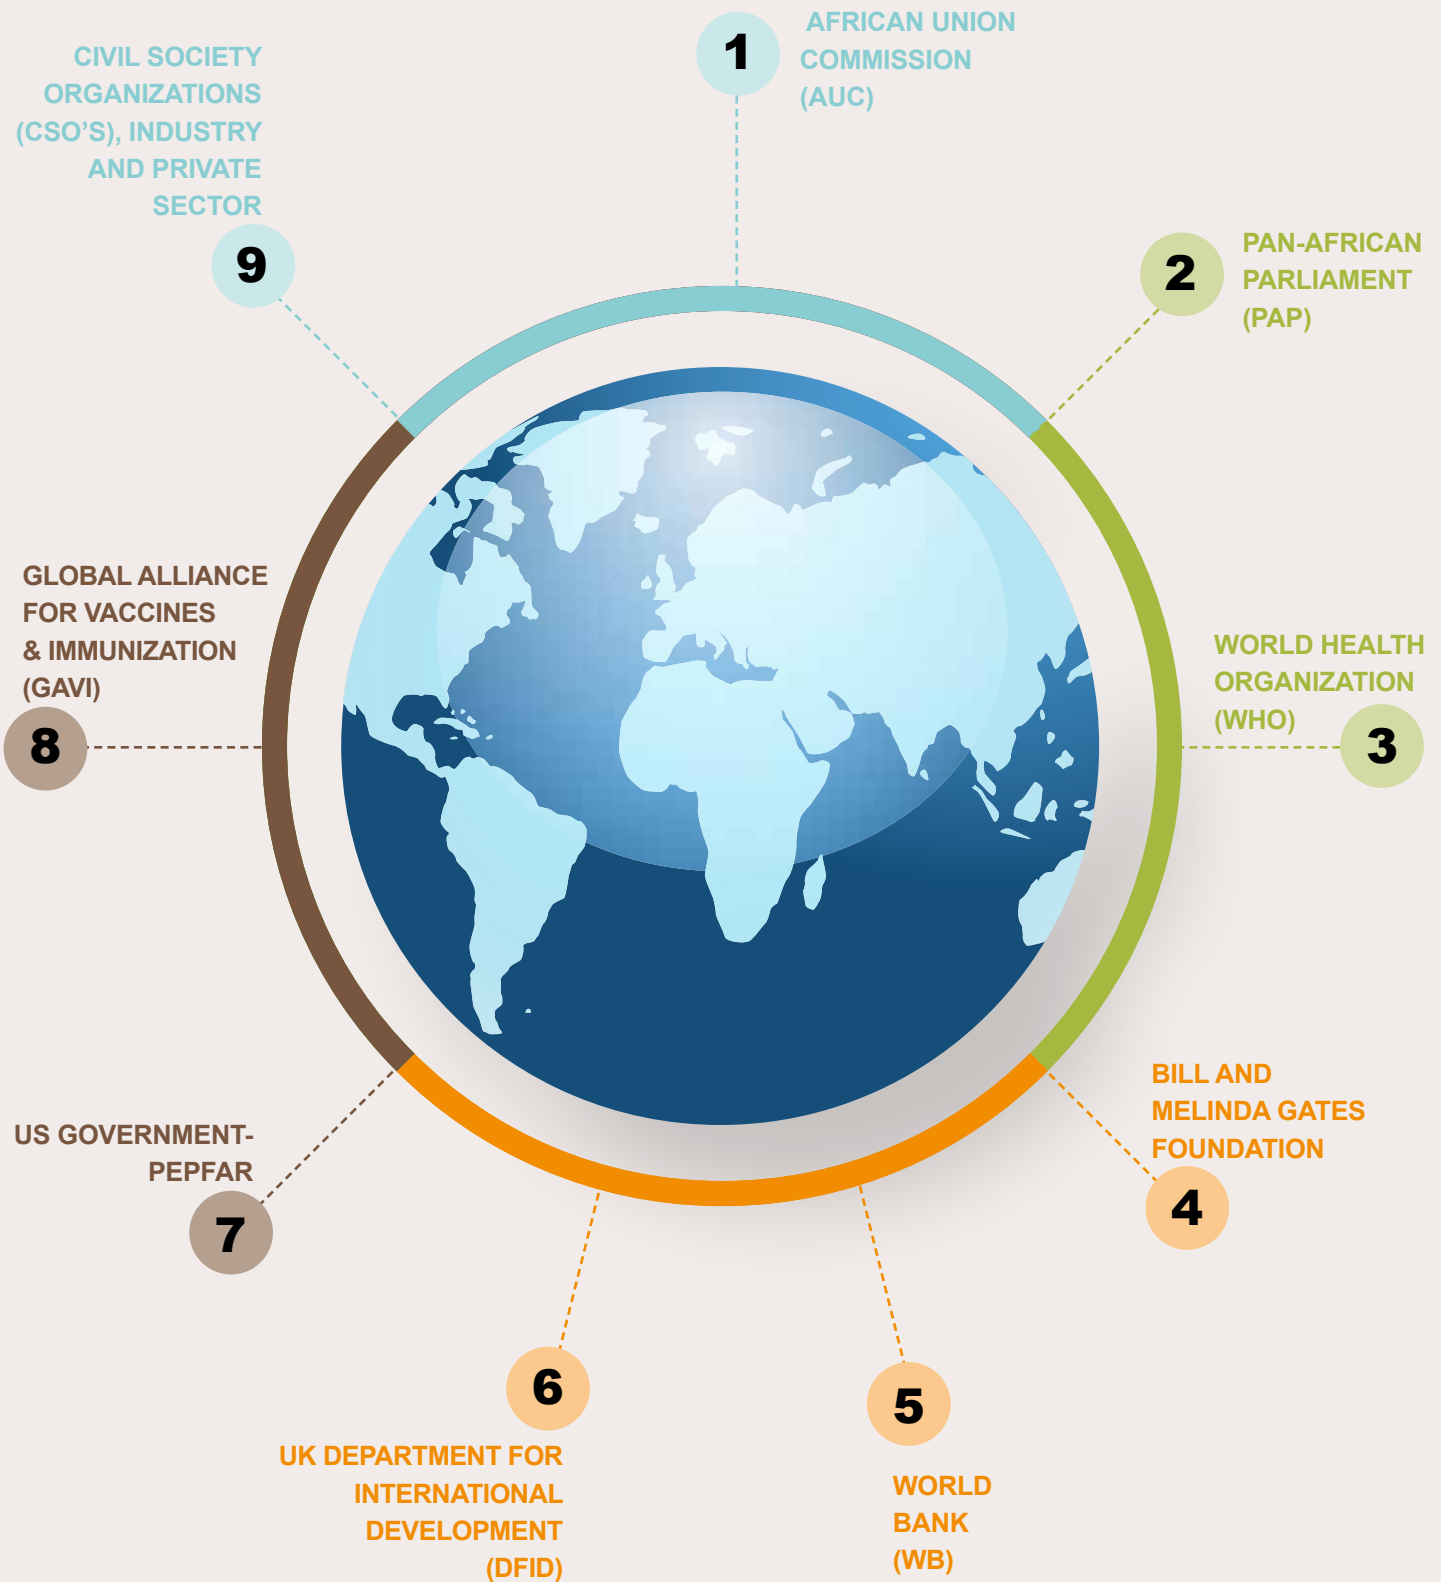 1
AFRICAN UNION
COMMISSION
(AUC)
2
PAN-AFRICAN
PARLIAMENT
(PAP)
WORLD HEALTH
ORGANIZATION
(WHO)
3
BILL AND
MELINDA GATES
FOUNDATION
4
5
WORLD
BANK
(WB)
6
UK DEPARTMENT FOR
INTERNATIONAL
DEVELOPMENT
(DFID)
US GOVERNMENT-
PEPFAR
7
GLOBAL ALLIANCE
FOR VACCINES
& IMMUNIZATION
(GAVI)
8
CIVIL SOCIETY
ORGANIZATIONS
(CSO’S), INDUSTRY
AND PRIVATE
SECTOR
9